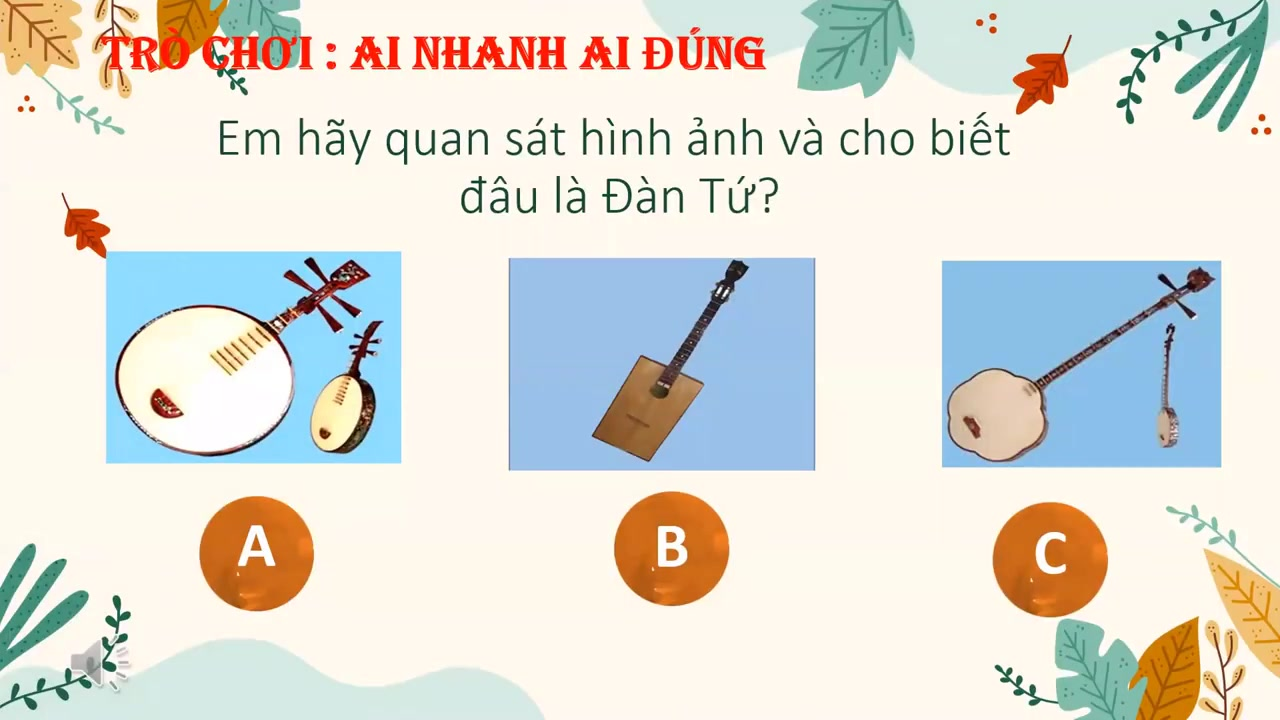 TRÒ CHƠI : AI NHANH AI ĐÚNG
Em hãy quan sát hình ảnh và cho biết
đâu là Đàn Tứ?
A
B
C